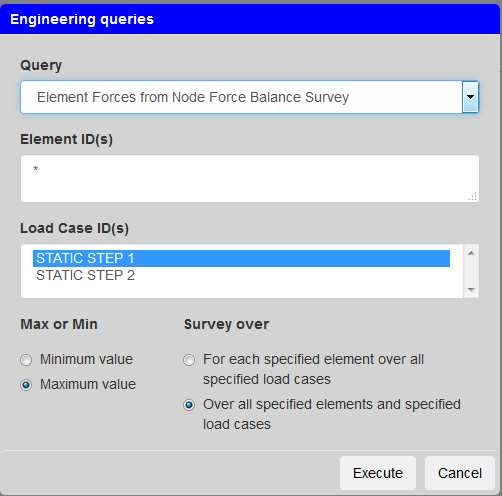 Engineering queries
Query
Element Forces from Node Force Balance Survey
Element ID(s)
*
Load Case ID(s)
STATIC STEP 1
STATIC STEP 2
Max or Min
Survey over
Minimum value
For each specified element over all
specified load cases
Maximum value
Over all specified elements and specified
load cases
Execute
Cancel